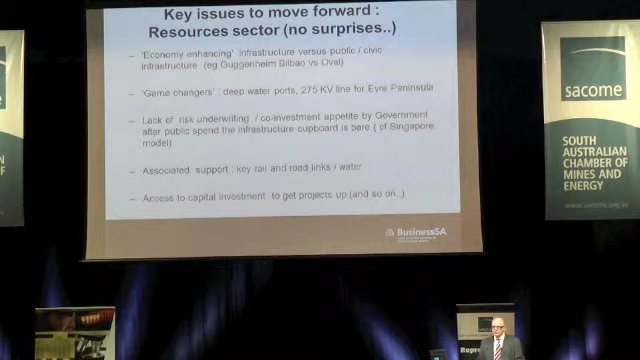 Key issues to move forward :
Resources sector (no surprises..)
– 'Economy enhancing' infrastructure versus public / civic
infrastructure (eg Guggenheim Bilbao vs Oval)
– 'Game changers' : deep water ports, 275 KV line for Eyre Peninsula
– Lack of risk underwriting / co-investment appetite by Government
after public spend the infrastructure cupboard is bare ( cf Singapore
model)
– Associated support : key rail and road links / water
– Access to capital investment to get projects up (and so on..)
BusinessSA
sacome
SOUTH
AUSTRALIAN
CHAMBER OF
MINES AND
ENERGY
www.sacome.org.au
sacome